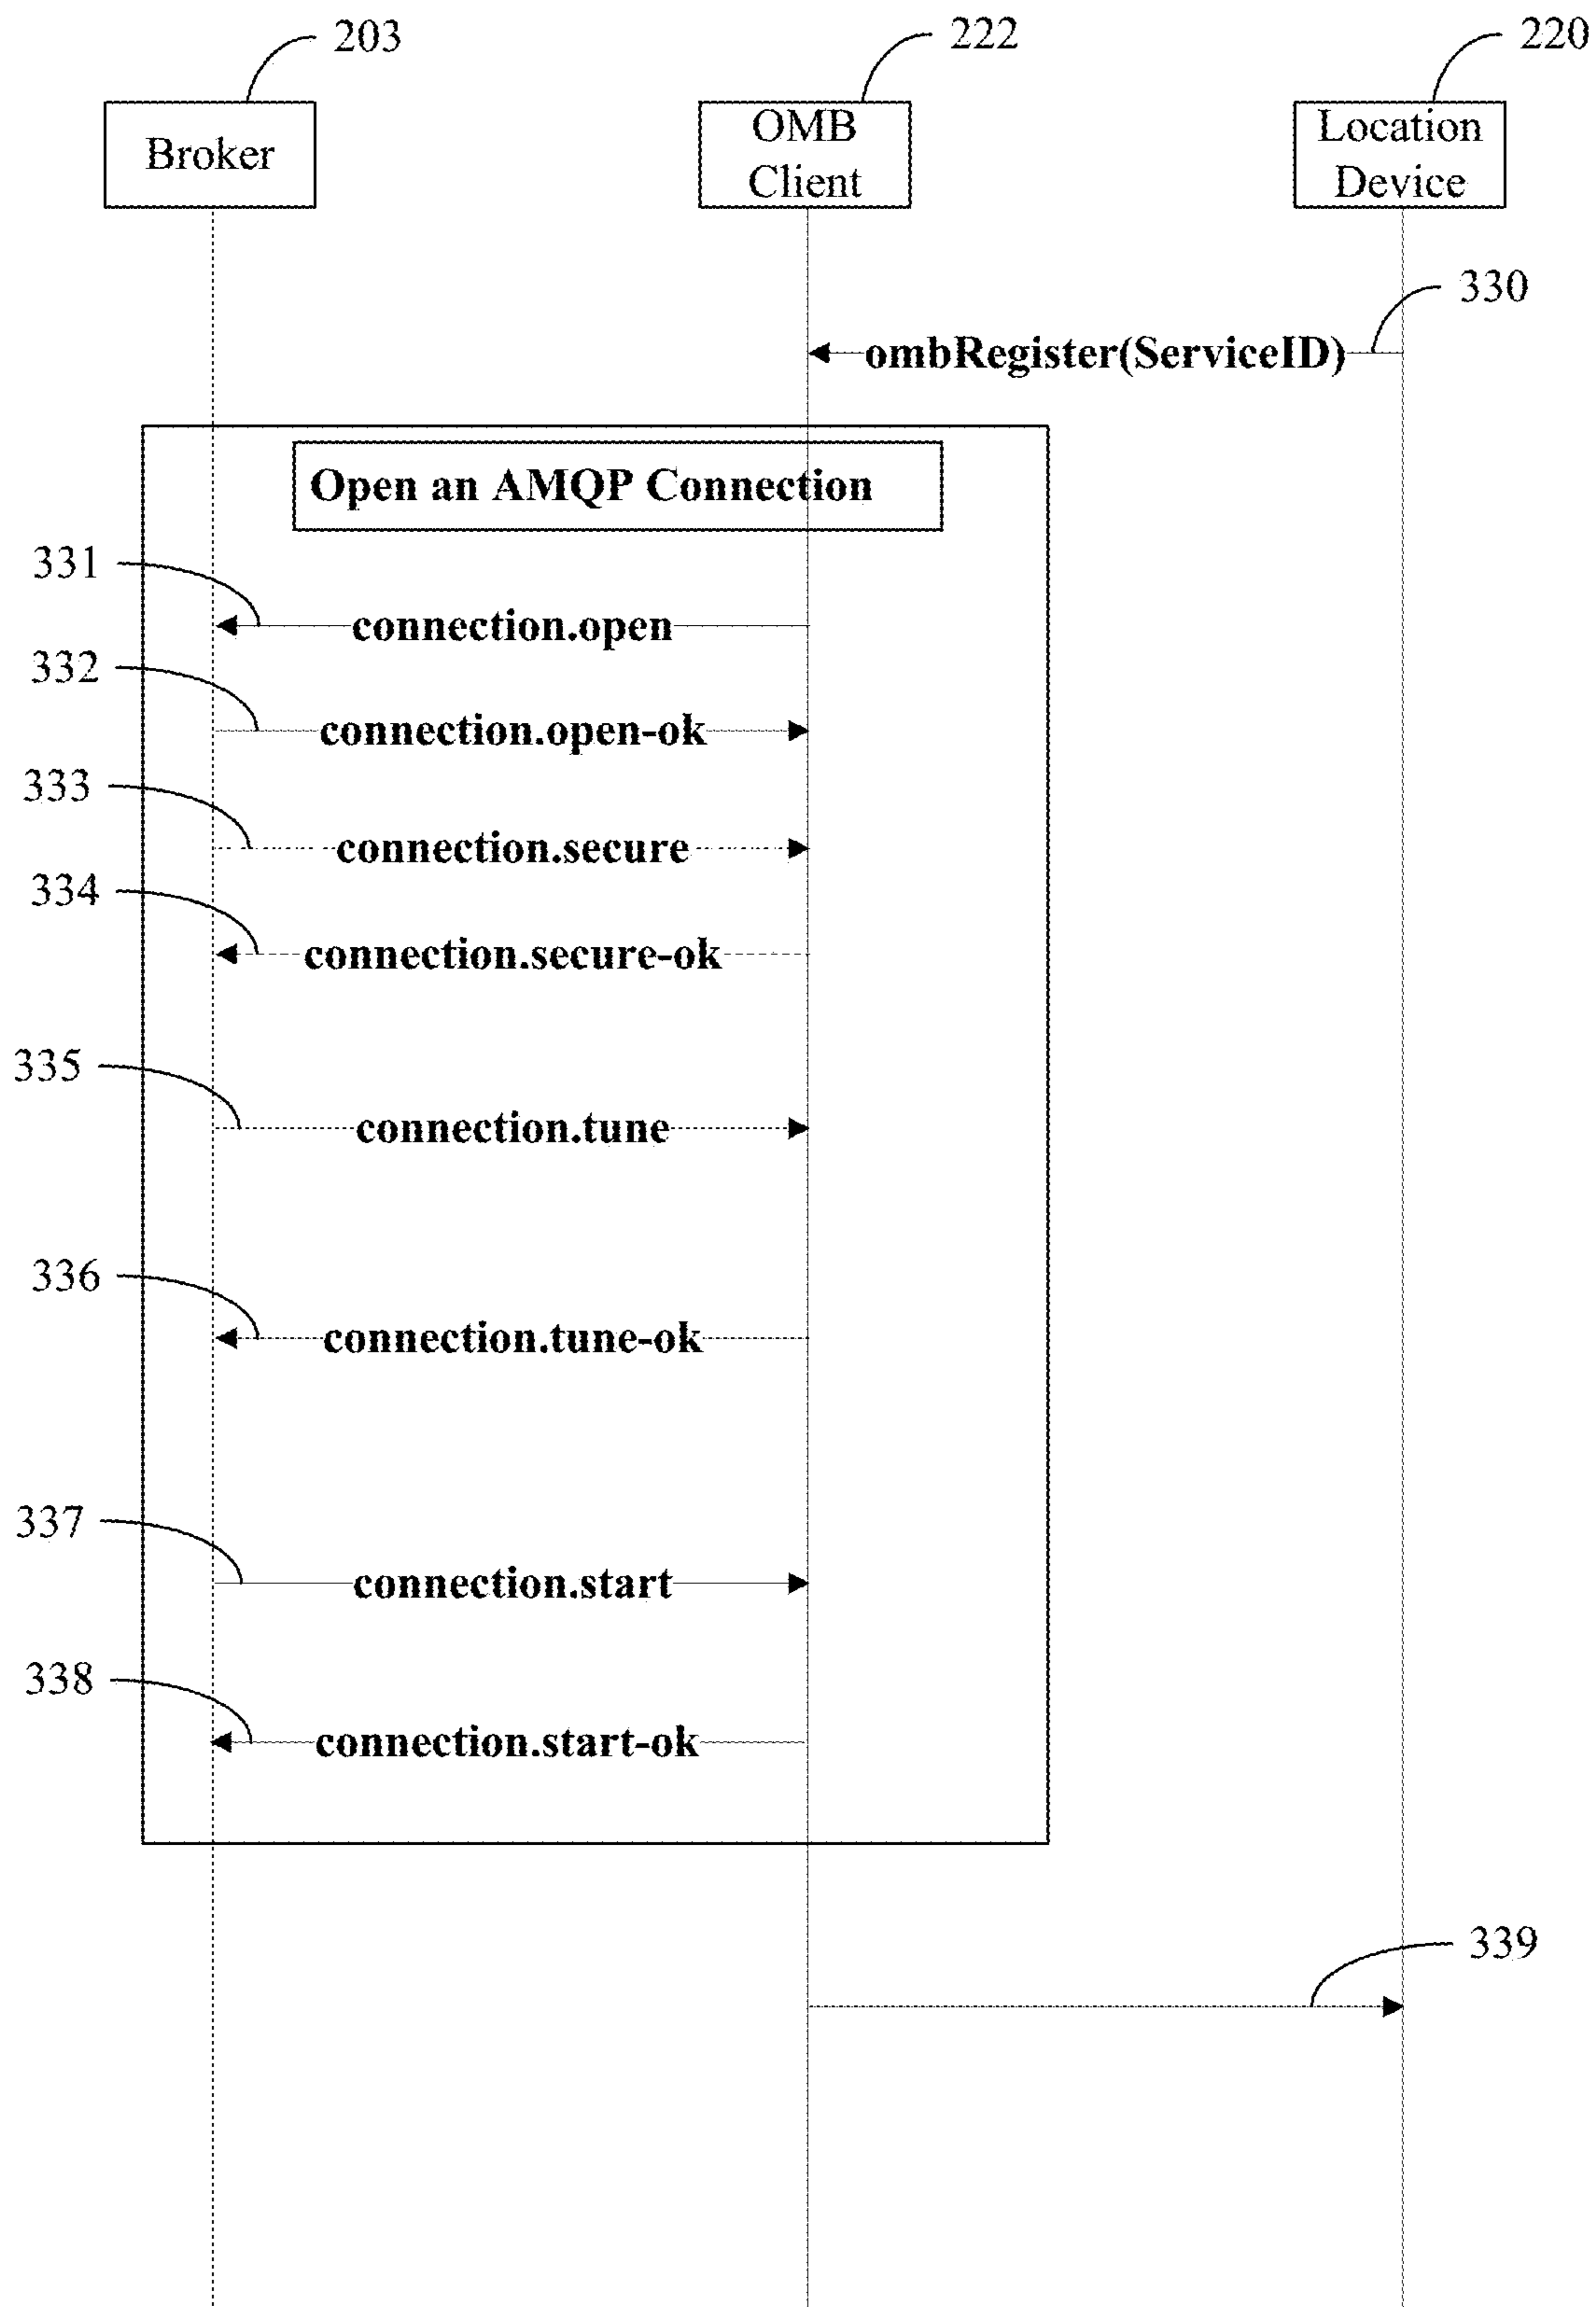 203
222
220
Broker
OMB
Client
Location
Device
330
ombRegister(ServiceID)
Open an AMQP Connection
331
connection.open
332
connection.open-ok
333
connection.secure
334
connection.secure-ok
335
connection.tune
336
connection.tune-ok
337
connection.start
338
connection.start-ok
339